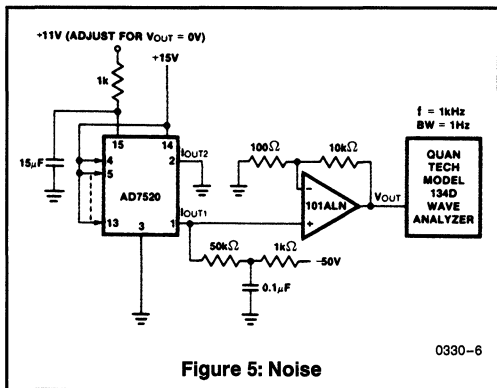 +11V (ADJUST FOR VOUT = 0V)
+15V
1k
15
14
15μF
4
5
13
2
IOUT2
AD7520
IOUT1
1
3
100Ω
10kΩ
−
101ALN
+
VOUT
50kΩ
1kΩ
−50V
0.1μF
f = 1kHz
BW = 1Hz
QUAN
TECH
MODEL
134D
WAVE
ANALYZER
0330–6
Figure 5: Noise